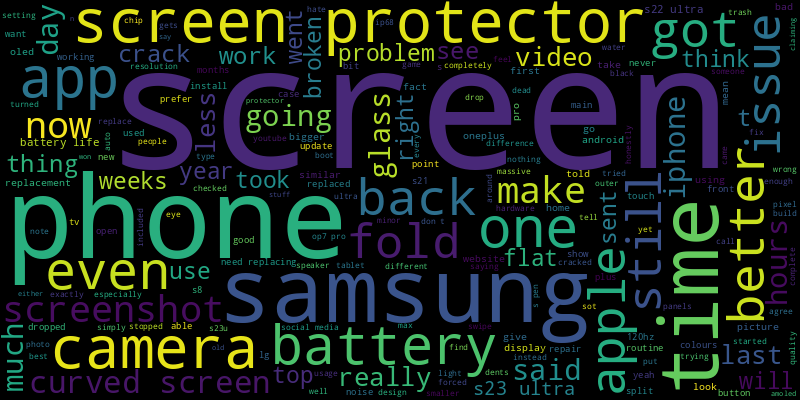 setting
want
oled
day
screen protector
chip
gets
say
hate
ip68
s22 ultra
trash
bad
claiming
got
issue
app
working
crack
work
went
broken
problem
see
video
think
resolution
months
install
case
bit
game
completely
first
take
black
never
someone
turned
screen
phone
now
replace
auto
prefer
people
used
less
going
bigger
update
boot
glass
right
fact
every
drop
point
pro
dead
oneplus
difference
nothing
main
go
android
iphone
mean
t
fix
came
wrong
enough
battery life
thing
replacement
won
new
type
weeks
year
took
youtube
similar
replaced
s21
ultra
back
massive
around
make
told
outer
tried
touch
still
honestly
using
front
better
pixel
build
note
tv
open
included
eye
checked
stuff
good
home
minor
don t
fold
one
hardware
tell
yet
sent
time
call
hours
agree
complete
even
use
s8
need replacing
speaker
tablet
op7 pro
different
website
saying
flat
show
cracked
apple
plus
either
exactly
especially
screenshot
samsung
s pen
sot
panels
dropped
simply
stopped
able
s23u
social media
max
swipe
give
120hz
colours
picture
started
much
photo
best
camera
old
lg
battery
find
display
instead
repair
routine
trying
last
quality
curved screen
top
usage
well
noise
design
really
light
forced
dents
smaller
s23 ultra
said
yeah
put
split
look
button
will
amoled